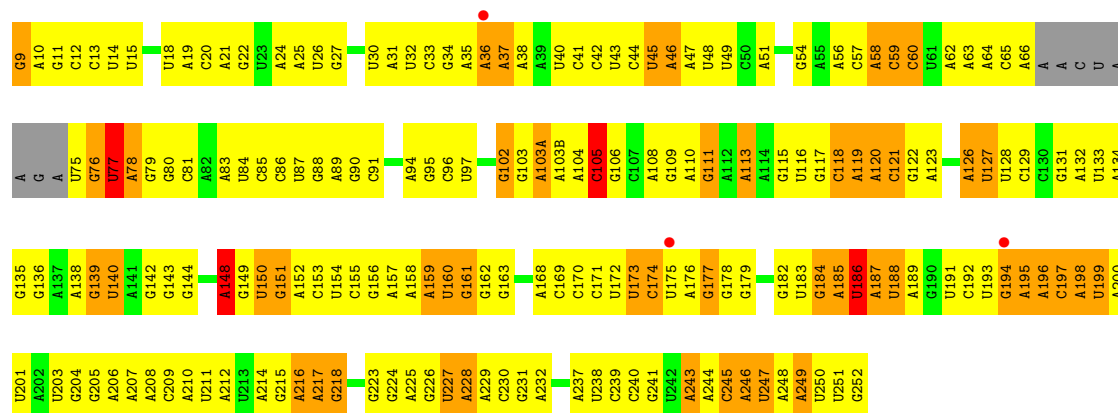 G9 A10 G11 C12 C13 U14 U15 U18 A19 C20 A21 G22 U23 A24 A25 U26 G27 U30 A31 U32 C33 G34 A35 A36 A37 A38 A39 U40 C41 C42 U43 C44 U45 A46 A47 U48 U49 C50 A51 G54 A55 A56 C57 A58 C59 C60 U61 A62 A63 A64 C65 A66 A A C U A
A G A U75 G76 U77 A78 G79 G80 C81 A82 A83 U84 C85 C86 U87 G88 A89 G90 C91 A94 G95 C96 U97 G102 G103 A103A A103B A104 C105 G106 C107 A108 G109 A110 G111 A112 A113 A114 G115 U116 G117 C118 A119 A120 C121 G122 A123 A126 U127 U128 C129 C130 G131 A132 U133 A134
G135 G136 A137 A138 G139 U140 A141 G142 G143 G144 A148 G149 U150 G151 A152 C153 U154 C155 G156 A157 A158 A159 U160 G161 G162 G163 A168 C169 C170 C171 U172 U173 C174 U175 A176 G177 G179 G182 U183 G184 A185 U186 A187 U188 A189 G190 U191 C192 U193 G194 A195 A196 C197 A198 U199 A200
U201 A202 U203 G204 G205 A206 A207 A208 C209 A210 U211 A212 U213 A214 G215 A216 A217 G218 G223 G224 A225 G226 U227 A228 A229 C230 G231 A232 A237 U238 C239 C240 G241 U242 A243 A244 C245 A246 U247 A248 A249 U250 U251 G252